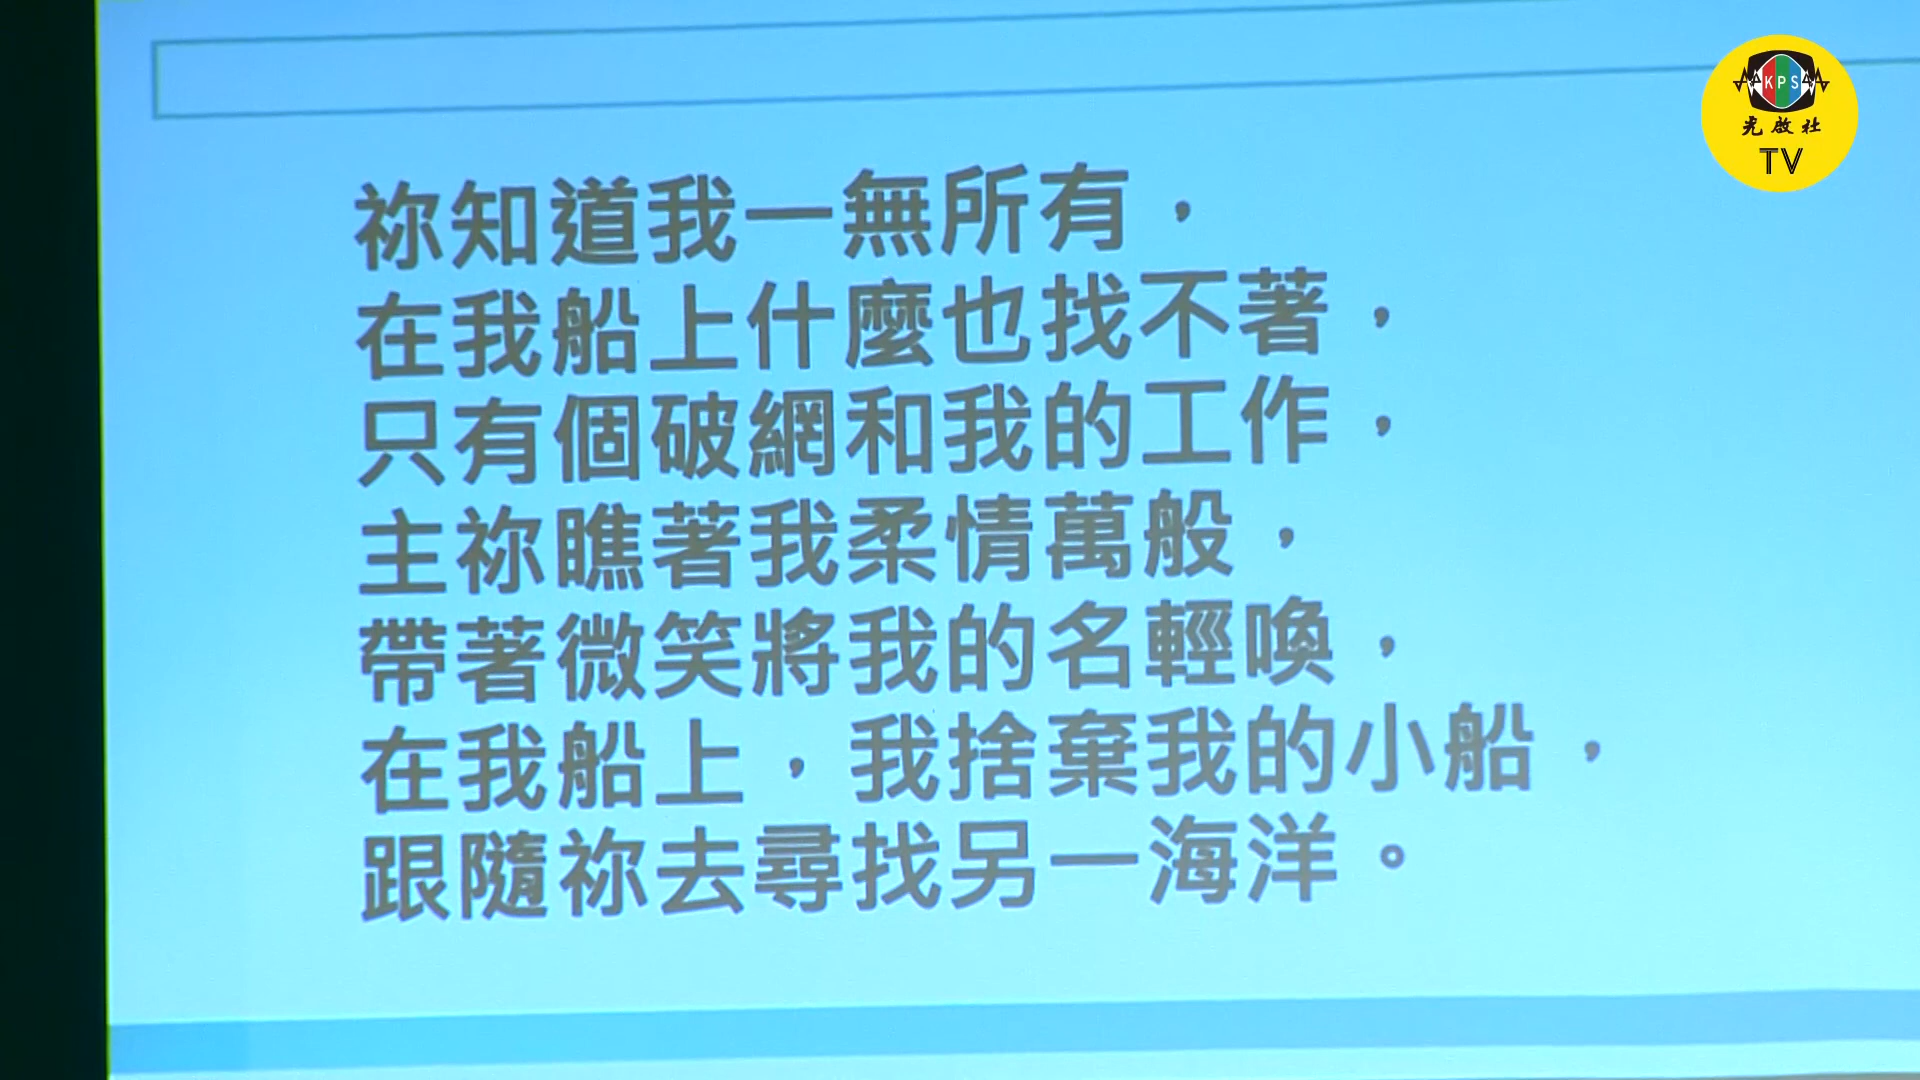 KPS
光啟社
TV
祢知道我一無所有，
在我船上什麼也找不著，
只有個破網和我的工作，
主祢瞧著我柔情萬般，
帶著微笑將我的名輕喚，
在我船上，我捨棄我的小船，
跟隨祢去尋找另一海洋。